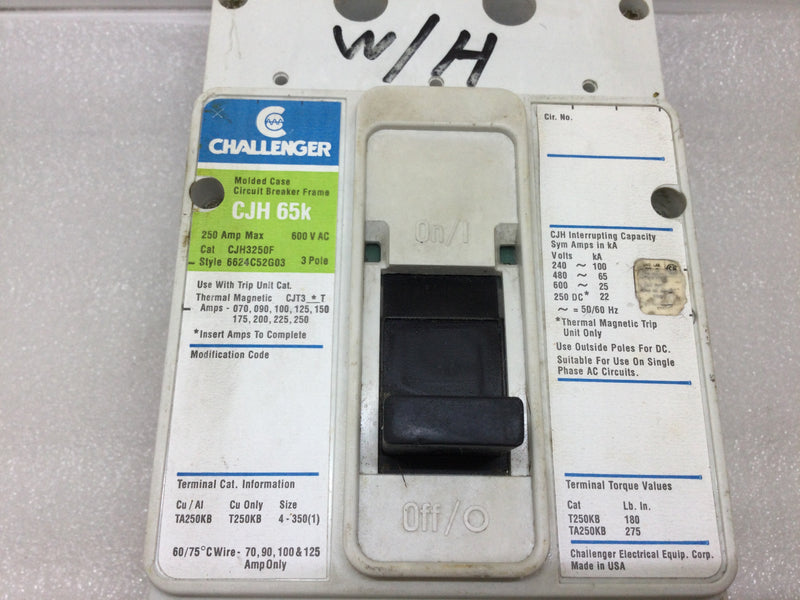 W/H
CHALLENGER
Molded Case
Circuit Breaker Frame
CJH 65k
250 Amp Max 600 V AC
Cat CJH3250F
Style 6624C52G03 3 Pole
Use With Trip Unit Cat.
Thermal Magnetic CJT3_*_T
Amps - 070, 090, 100, 125, 150
175, 200, 225, 250
*Insert Amps To Complete
Modification Code
Terminal Cat. Information
Cu / Al Cu Only Size
TA250KB T250KB 4 - 350(1)
60/75°C Wire - 70, 90, 100 & 125
Amp Only
On/I
Off/O
Cir. No.
CJH Interrupting Capacity
Sym Amps in kA
Volts kA
240 ~ 100
480 ~ 65
600 ~ 25
250 DC* 22
~ = 50/60 Hz
*Thermal Magnetic Trip
Unit Only
Use Outside Poles For DC.
Suitable For Use On Single
Phase AC Circuits.
Terminal Torque Values
Cat Lb. In.
T250KB 180
TA250KB 275
Challenger Electrical Equip. Corp.
Made in USA